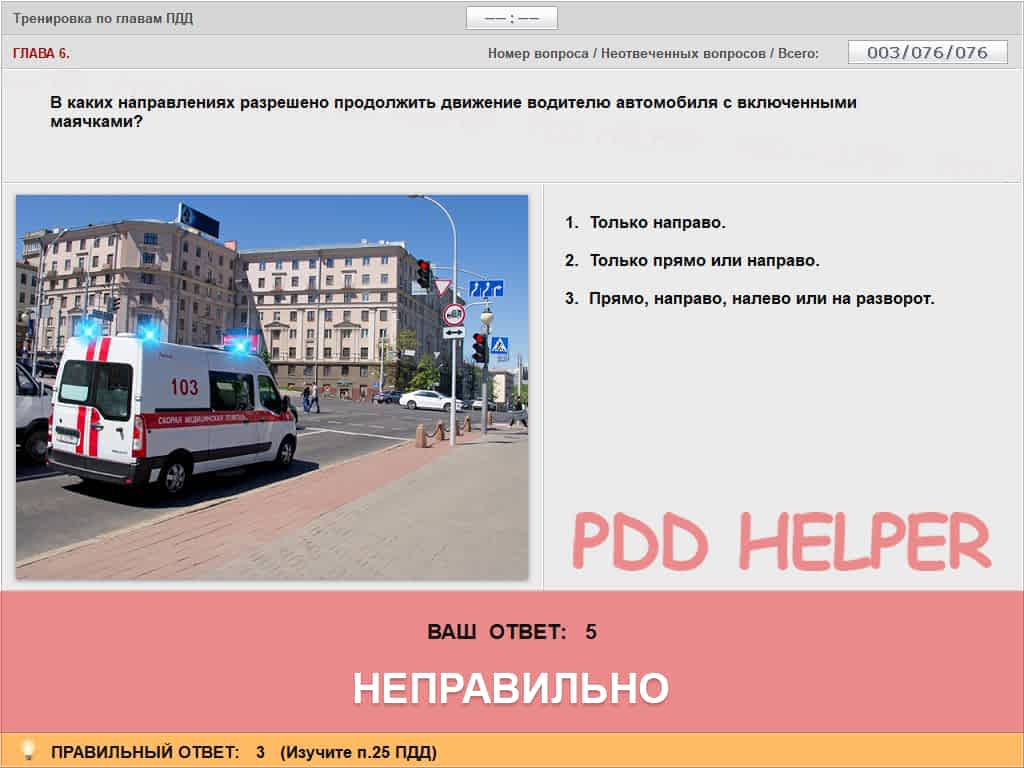 Тренировка по главам ПДД
—— : ——
ГЛАВА 6.
Номер вопроса / Неотвеченных вопросов / Всего:
003/076/076
В каких направлениях разрешено продолжить движение водителю автомобиля с включенными
маячками?
1. Только направо.
2. Только прямо или направо.
3. Прямо, направо, налево или на разворот.
103
СКОРАЯ МЕДИЦИНСКАЯ ПОМОЩЬ
PDD HELPER
ВАШ ОТВЕТ: 5
НЕПРАВИЛЬНО
ПРАВИЛЬНЫЙ ОТВЕТ: 3 (Изучите п.25 ПДД)